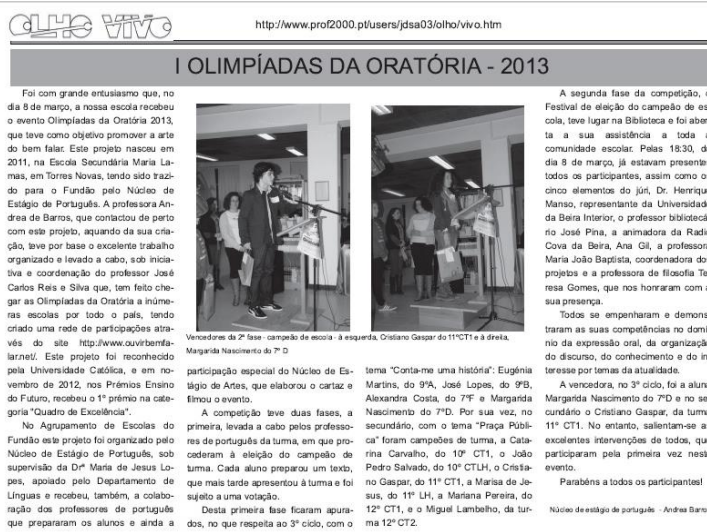 OLHO VIVO
http://www.prof2000.pt/users/jdsa03/olho/vivo.htm
I OLIMPÍADAS DA ORATÓRIA - 2013
Foi com grande entusiasmo que, no
dia 8 de março, a nossa escola recebeu
o evento Olimpíadas da Oratória 2013,
que teve como objetivo promover a arte
do bem falar. Este projeto nasceu em
2011, na Escola Secundária Maria La-
mas, em Torres Novas, tendo sido trazi-
do para o Fundão pelo Núcleo de
Estágio de Português. A professora An-
drea de Barros, que contactou de perto
com este projeto, aquando da sua cria-
ção, teve por base o excelente trabalho
organizado e levado a cabo, sob inicia-
tiva e coordenação do professor José
Carlos Reis e Silva que, tem feito che-
gar as Olimpíadas da Oratória a inúme-
ras escolas por todo o país, tendo
criado uma rede de participações atra-
vés do site http://www.ouvirbemfa-
lar.net/. Este projeto foi reconhecido
pela Universidade Católica, e em no-
vembro de 2012, nos Prémios Ensino
do Futuro, recebeu o 1º prémio na cate-
goria "Quadro de Excelência".
No Agrupamento de Escolas do
Fundão este projeto foi organizado pelo
Núcleo de Estágio de Português, sob
supervisão da Drª Maria de Jesus Lo-
pes, apoiado pelo Departamento de
Línguas e recebeu, também, a colabo-
ração dos professores de português
que prepararam os alunos e ainda a
Vencedores da 2ª fase - campeão de escola - à esquerda, Cristiano Gaspar do 11ºCT1 e à direita,
Margarida Nascimento do 7º D
participação especial do Núcleo de Es-
tágio de Artes, que elaborou o cartaz e
filmou o evento.
A competição teve duas fases, a
primeira, levada a cabo pelos professo-
res de português da turma, em que pro-
cederam à eleição do campeão de
turma. Cada aluno preparou um texto,
que mais tarde apresentou à turma e foi
sujeito a uma votação.
Desta primeira fase ficaram apura-
dos, no que respeita ao 3º ciclo, com o
tema "Conta-me uma história": Eugénia
Martins, do 9ºA, José Lopes, do 9ºB,
Alexandra Costa, do 7ºF e Margarida
Nascimento do 7ºD. Por sua vez, no
secundário, com o tema "Praça Públi-
ca" foram campeões de turma, a Cata-
rina Carvalho, do 10º CT1, o João
Pedro Salvado, do 10º CTLH, o Cristia-
no Gaspar, do 11º CT1, a Marisa de Je-
sus, do 11º LH, a Mariana Pereira, do
12º CT1, e o Miguel Lambelho, da tur-
ma 12º CT2.
A segunda fase da competição,
Festival de eleição do campeão de es
cola, teve lugar na Biblioteca e foi aber
ta a sua assistência a toda a
comunidade escolar. Pelas 18:30, d
dia 8 de março, já estavam presente
todos os participantes, assim como o
cinco elementos do júri, Dr. Henriqu
Manso, representante da Universidad
da Beira Interior, o professor bibliotecá
rio José Pina, a animadora da Rádi
Cova da Beira, Ana Gil, a professor
Maria João Baptista, coordenadora do
projetos e a professora de filosofia Te
resa Gomes, que nos honraram com a
sua presença.
Todos se empenharam e demons
traram as suas competências no domí
nio da expressão oral, da organizaçã
do discurso, do conhecimento e do in
teresse por temas da atualidade.
A vencedora, no 3º ciclo, foi a alun
Margarida Nascimento do 7ºD e no se
cundário o Cristiano Gaspar, da turm
11º CT1. No entanto, salientam-se a
excelentes intervenções de todos, qu
participaram pela primeira vez nest
evento.
Parabéns a todos os participantes!
Núcleo de estágio de português - Andrea Barro